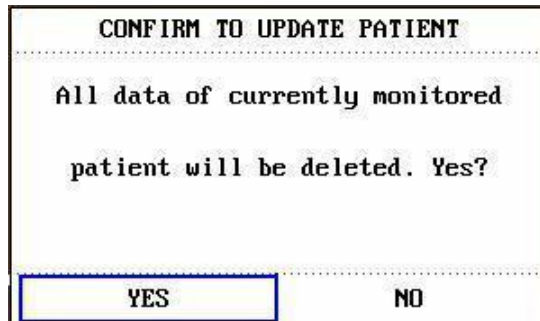 CONFIRM TO UPDATE PATIENT
All data of currently monitored
patient will be deleted. Yes?
YES NO